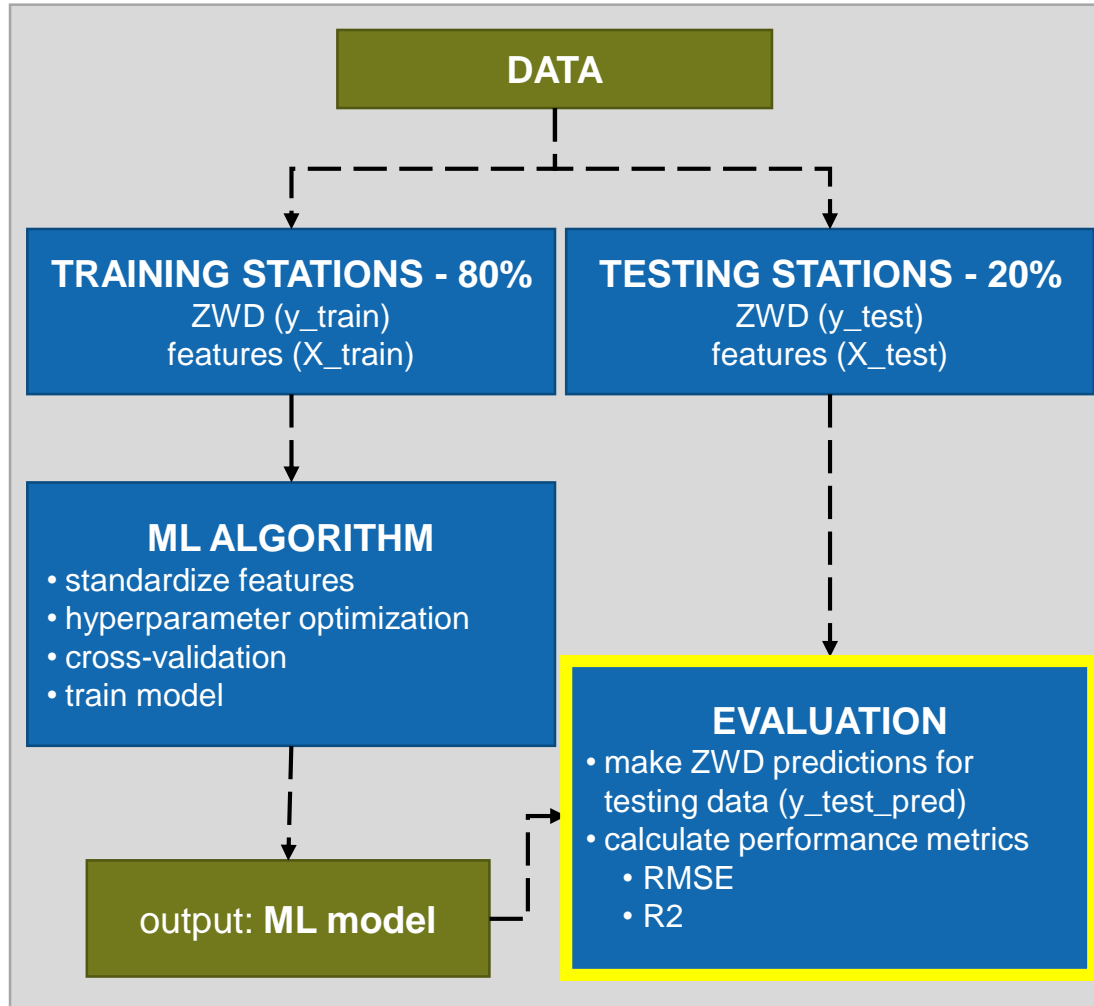 DATA
TRAINING STATIONS - 80%
ZWD (y_train)
features (X_train)
TESTING STATIONS - 20%
ZWD (y_test)
features (X_test)
ML ALGORITHM
• standardize features
• hyperparameter optimization
• cross-validation
• train model
output: ML model
EVALUATION
• make ZWD predictions for
testing data (y_test_pred)
• calculate performance metrics
• RMSE
• R2